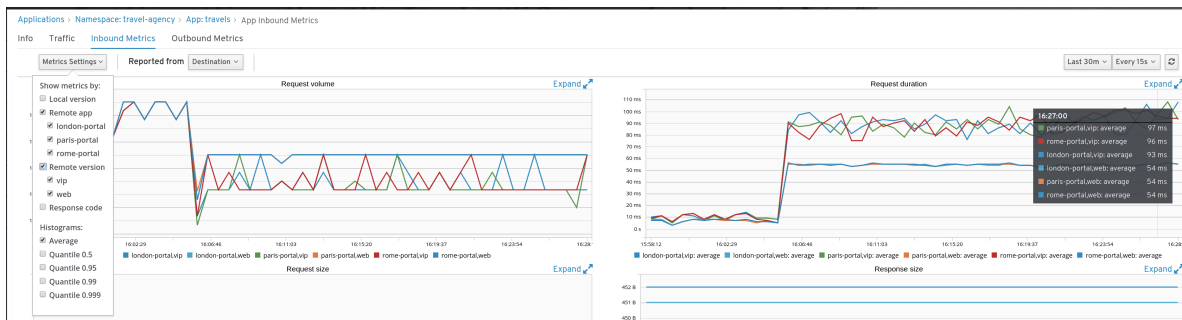 Applications > Namespace: travel-agency > App: travels > App Inbound Metrics
Info Traffic Inbound Metrics Outbound Metrics
Metrics Settings Reported from Destination Last 30m Every 15s
Show metrics by:
Local version
Remote app
london-portal
paris-portal
rome-portal
Remote version
vip
web
Response code
Histograms:
Average
Quantile 0.5
Quantile 0.95
Quantile 0.99
Quantile 0.999
Request volume Expand
16:02:29 16:06:46 16:11:03 16:15:20 16:19:37 16:23:54 16:28:
london-portal,vip london-portal,web paris-portal,vip paris-portal,web rome-portal,vip rome-portal,web
Request duration Expand
110 ms
100 ms
90 ms
80 ms
70 ms
60 ms
50 ms
40 ms
30 ms
20 ms
10 ms
0 s
16:27:00
paris-portal,vip: average 97 ms
rome-portal,vip: average 96 ms
london-portal,vip: average 93 ms
london-portal,web: average 54 ms
paris-portal,web: average 54 ms
rome-portal,web: average 54 ms
15:58:12 16:02:29 16:06:46 16:11:03 16:15:20 16:19:37 16:23:54 16:28:
london-portal,vip: average london-portal,web: average paris-portal,vip: average paris-portal,web: average rome-portal,vip: average rome-portal,web: average
Request size Expand
Response size Expand
452 B
451 B
450 B